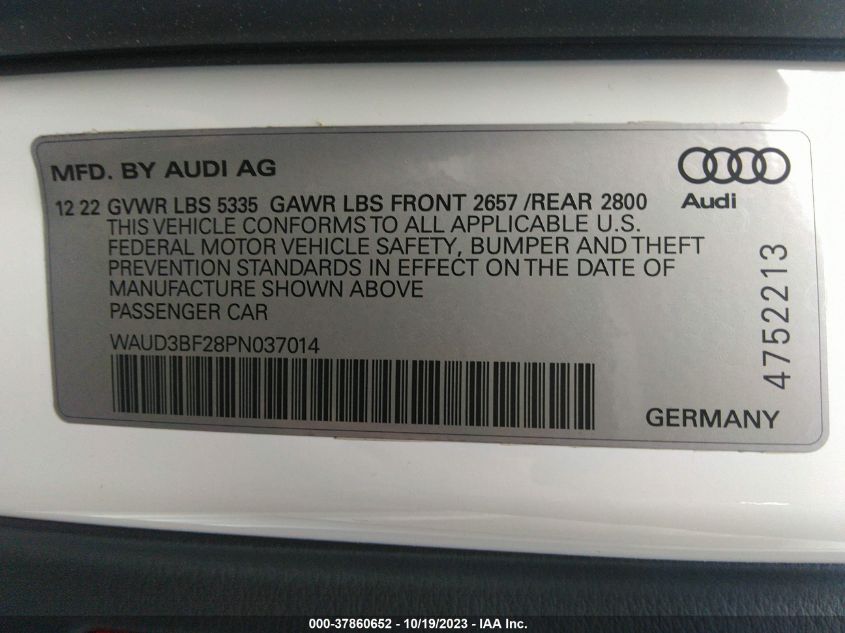 MFD. BY AUDI AG
Audi
12 22 GVWR LBS 5335 GAWR LBS FRONT 2657 /REAR 2800
THIS VEHICLE CONFORMS TO ALL APPLICABLE U.S.
FEDERAL MOTOR VEHICLE SAFETY, BUMPER AND THEFT
PREVENTION STANDARDS IN EFFECT ON THE DATE OF
MANUFACTURE SHOWN ABOVE
PASSENGER CAR
WAUD3BF28PN037014
4752213
GERMANY
000-37860652 - 10/19/2023 - IAA Inc.